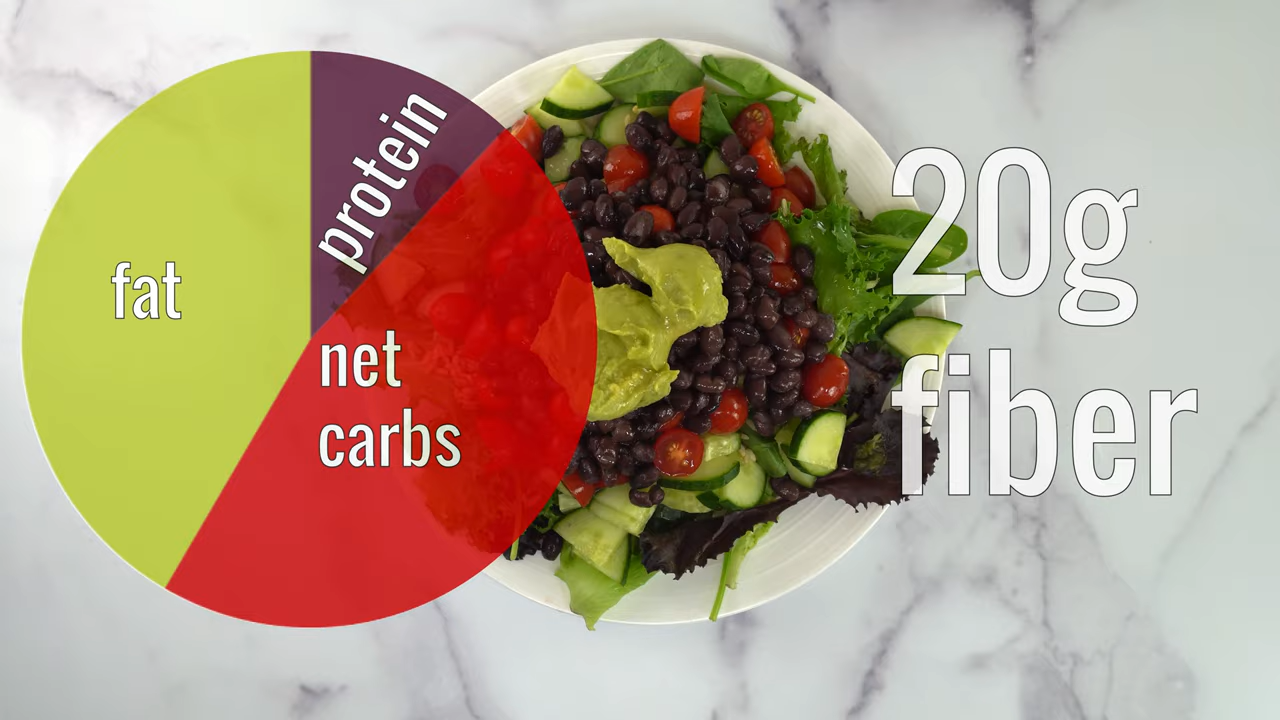 fat
protein
net
carbs
20g
fiber